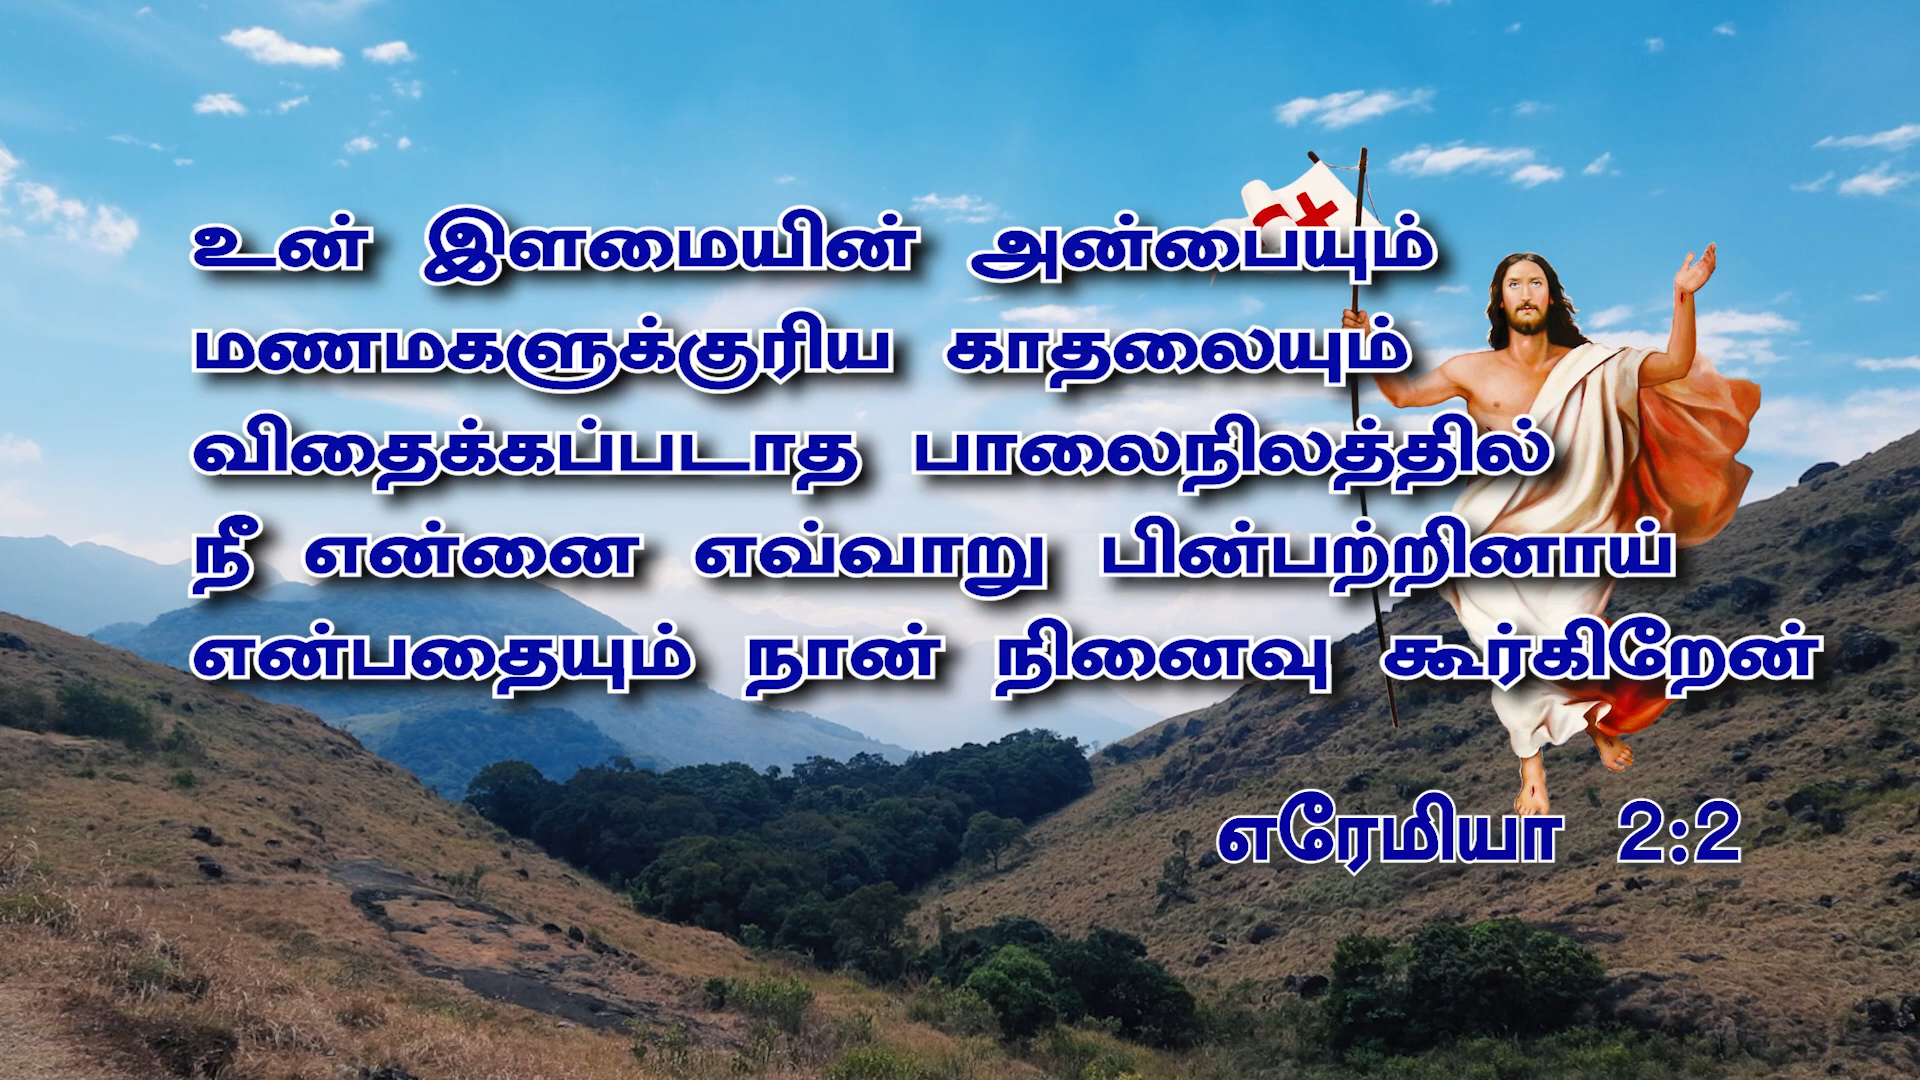 உன் இளமையின் அன்பையும்
மணமகளுக்குரிய காதலையும்
விதைக்கப்படாத பாலைநிலத்தில்
நீ என்னை எவ்வாறு பின்பற்றினாய்
என்பதையும் நான் நினைவு கூர்கிறேன்
எரேமியா 2:2